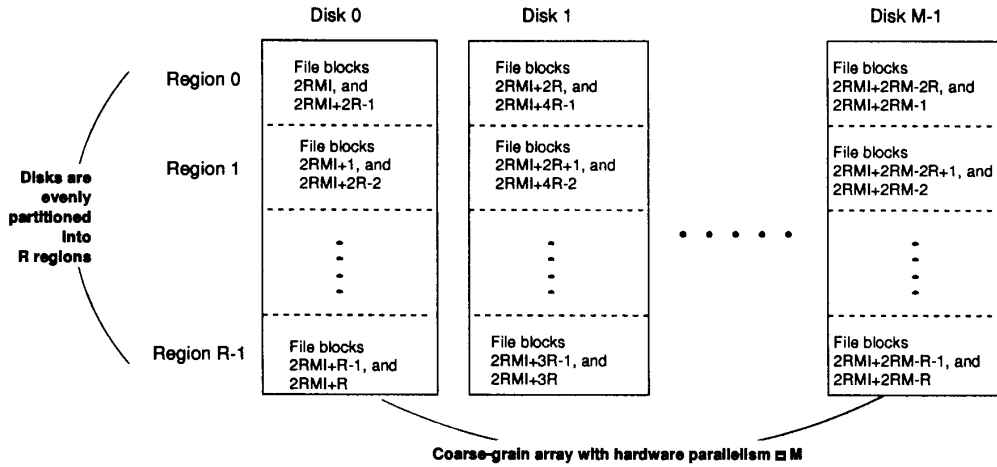 Disk 0
Disk 1
Disk M-1
Region 0
File blocks
2RMI, and
2RMI+2R-1
File blocks
2RMI+2R, and
2RMI+4R-1
File blocks
2RMI+2RM-2R, and
2RMI+2RM-1
Region 1
File blocks
2RMI+1, and
2RMI+2R-2
File blocks
2RMI+2R+1, and
2RMI+4R-2
File blocks
2RMI+2RM-2R+1, and
2RMI+2RM-2
Disks are
evenly
partitioned
into
R regions
Region R-1
File blocks
2RMI+R-1, and
2RMI+R
File blocks
2RMI+3R-1, and
2RMI+3R
File blocks
2RMI+2RM-R-1, and
2RMI+2RM-R
Coarse-grain array with hardware parallelism = M